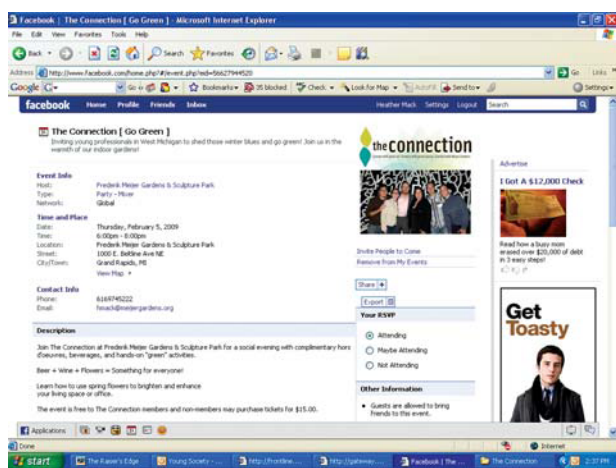 Facebook | The Connection [ Go Green ] - Microsoft Internet Explorer
File Edit View Favorites Tools Help
Back Search Favorites
Address http://www.facebook.com/home.php?#/event.php?eid=56627944520 Go Links
Google Go Bookmarks 35 blocked Check Look for Map AutoFill Send to Settings
facebook Home Profile Friends Inbox Heather Mack Settings Logout Search
The Connection [ Go Green ]
Inviting young professionals in West Michigan to shed those winter blues and go green! Join us in the
warmth of our indoor gardens!
the connection
Event Info
Host: Frederik Meijer Gardens & Sculpture Park
Type: Party - Mixer
Network: Global
Time and Place
Date: Thursday, February 5, 2009
Time: 6:00pm - 8:00pm
Location: Frederik Meijer Gardens & Sculpture Park
Street: 1000 E. Beltline Ave NE
City/Town: Grand Rapids, MI
View Map
Contact Info
Phone: 6169745222
Email: hmack@meijergardens.org
Description
Join The Connection at Frederik Meijer Gardens & Sculpture Park for a social evening with complimentary hors
d'oeuvres, beverages, and hands-on "green" activities.
Beer + Wine + Flowers = Something for everyone!
Learn how to use spring flowers to brighten and enhance
your living space or office.
The event is free to The Connection members and non-members may purchase tickets for $15.00.
Invite People to Come
Remove from My Events
Share +
Export
Your RSVP
Attending
Maybe Attending
Not Attending
Other Information
Guests are allowed to bring
friends to this event.
Advertise
I Got A $12,000 Check
Read how a busy mom
erased over $20,000 of debt
in 3 easy steps!
Get
Toasty
Applications
Done Internet
start The Raiser's Edge Young Society - ... http://frontline... http://gateway... Facebook | The ... The Connection 2:37 PM